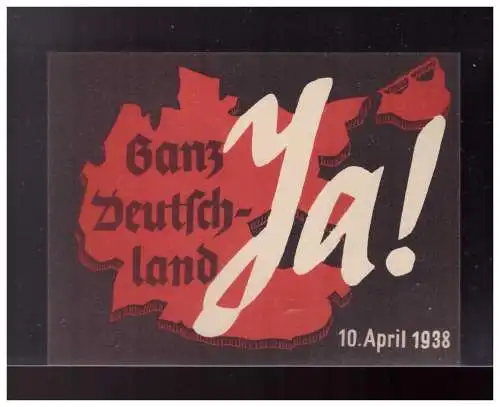 Ganz
Deutsch-
land
Ja!
10. April 1938